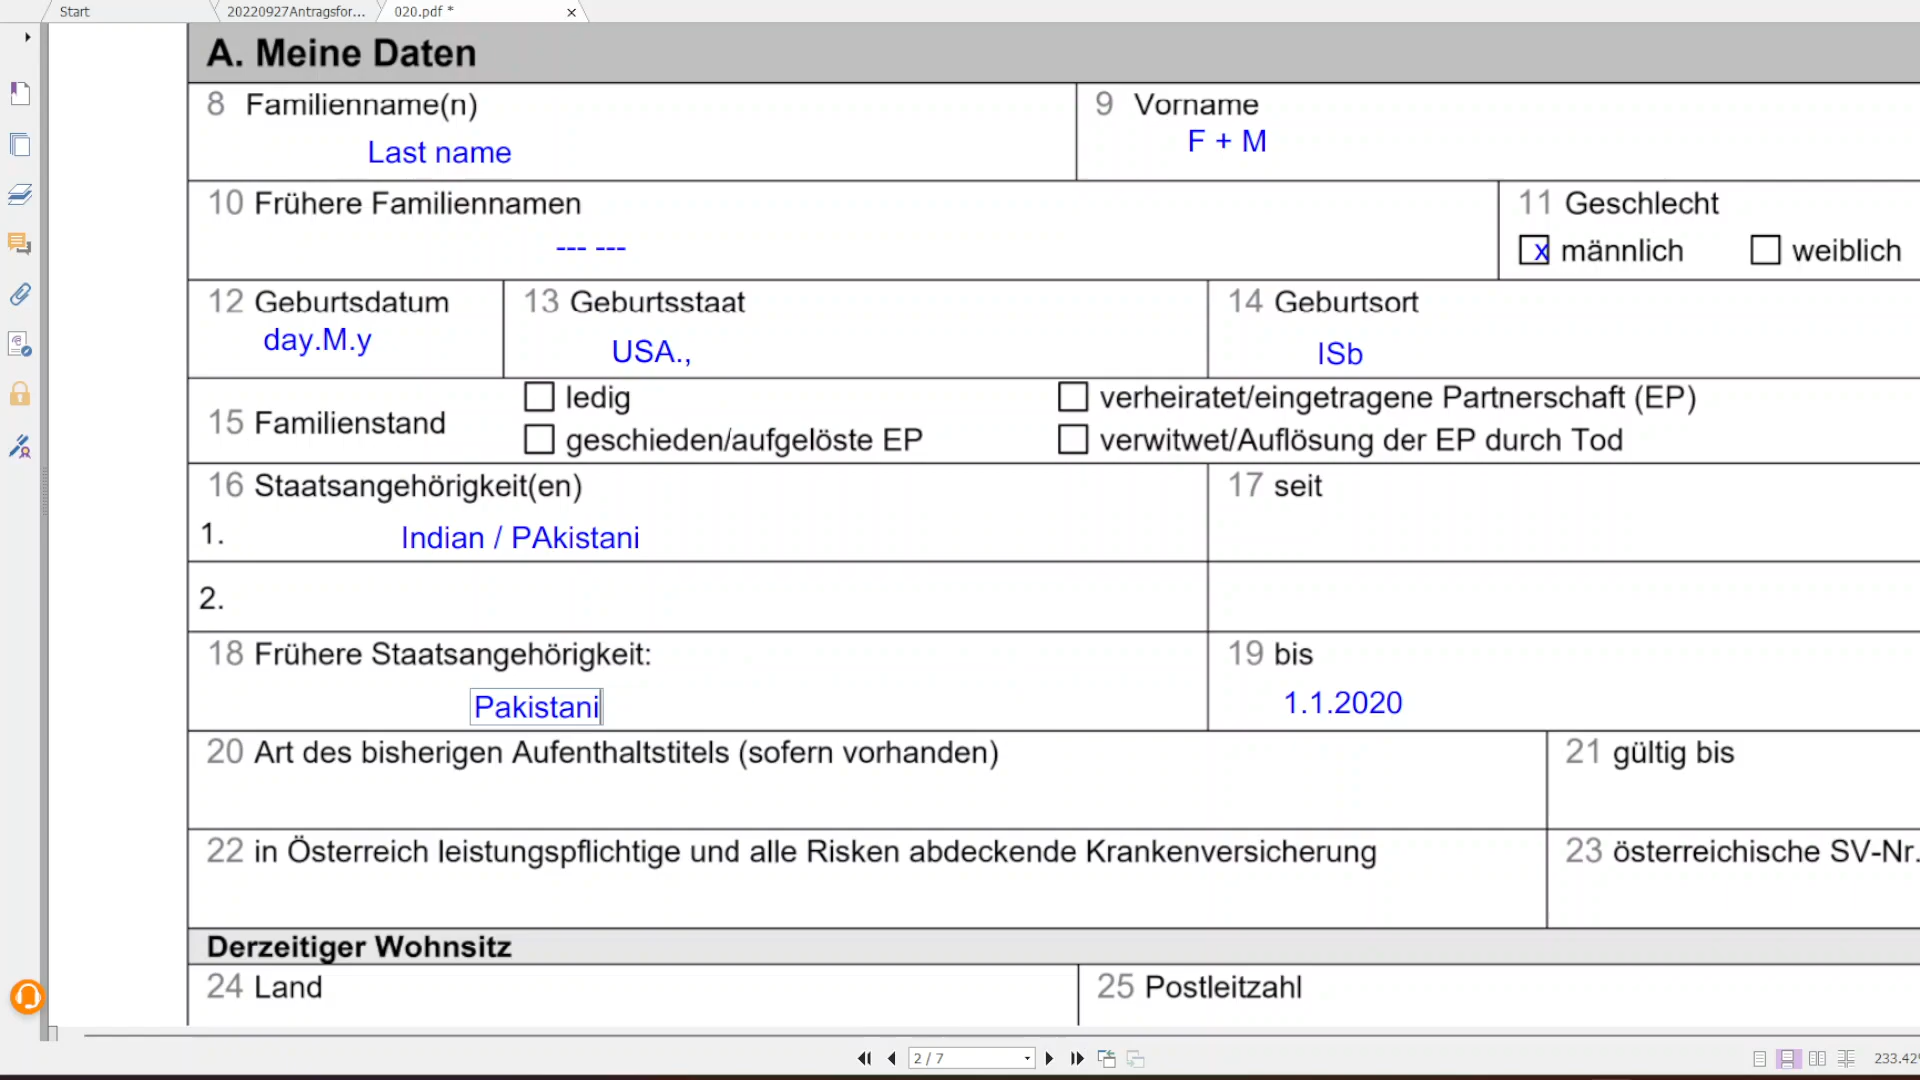 Start
20220927Antragsfor...
020.pdf *
A. Meine Daten
8 Familienname(n)
Last name
9 Vorname
F + M
10 Frühere Familiennamen
--- ---
11 Geschlecht
x männlich
weiblich
12 Geburtsdatum
day.M.y
13 Geburtsstaat
USA.,
14 Geburtsort
ISb
15 Familienstand
ledig
verheiratet/eingetragene Partnerschaft (EP)
geschieden/aufgelöste EP
verwitwet/Auflösung der EP durch Tod
16 Staatsangehörigkeit(en)
17 seit
1. Indian / PAkistani
2.
18 Frühere Staatsangehörigkeit:
Pakistani
19 bis
1.1.2020
20 Art des bisherigen Aufenthaltstitels (sofern vorhanden)
21 gültig bis
22 in Österreich leistungspflichtige und alle Risken abdeckende Krankenversicherung
23 österreichische SV-Nr.
Derzeitiger Wohnsitz
24 Land
25 Postleitzahl
2 / 7
233.42%